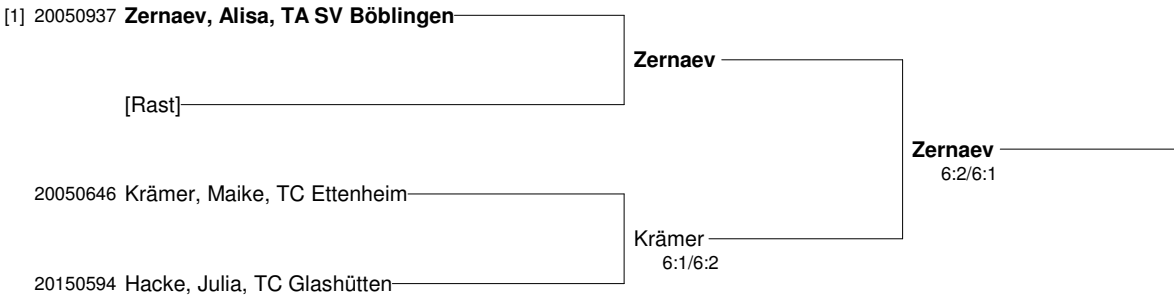 [1] 20050937 Zernaev, Alisa, TA SV Böblingen
Zernaev
[Rast]
Zernaev
6:2/6:1
20050646 Krämer, Maike, TC Ettenheim
Krämer
6:1/6:2
20150594 Hacke, Julia, TC Glashütten